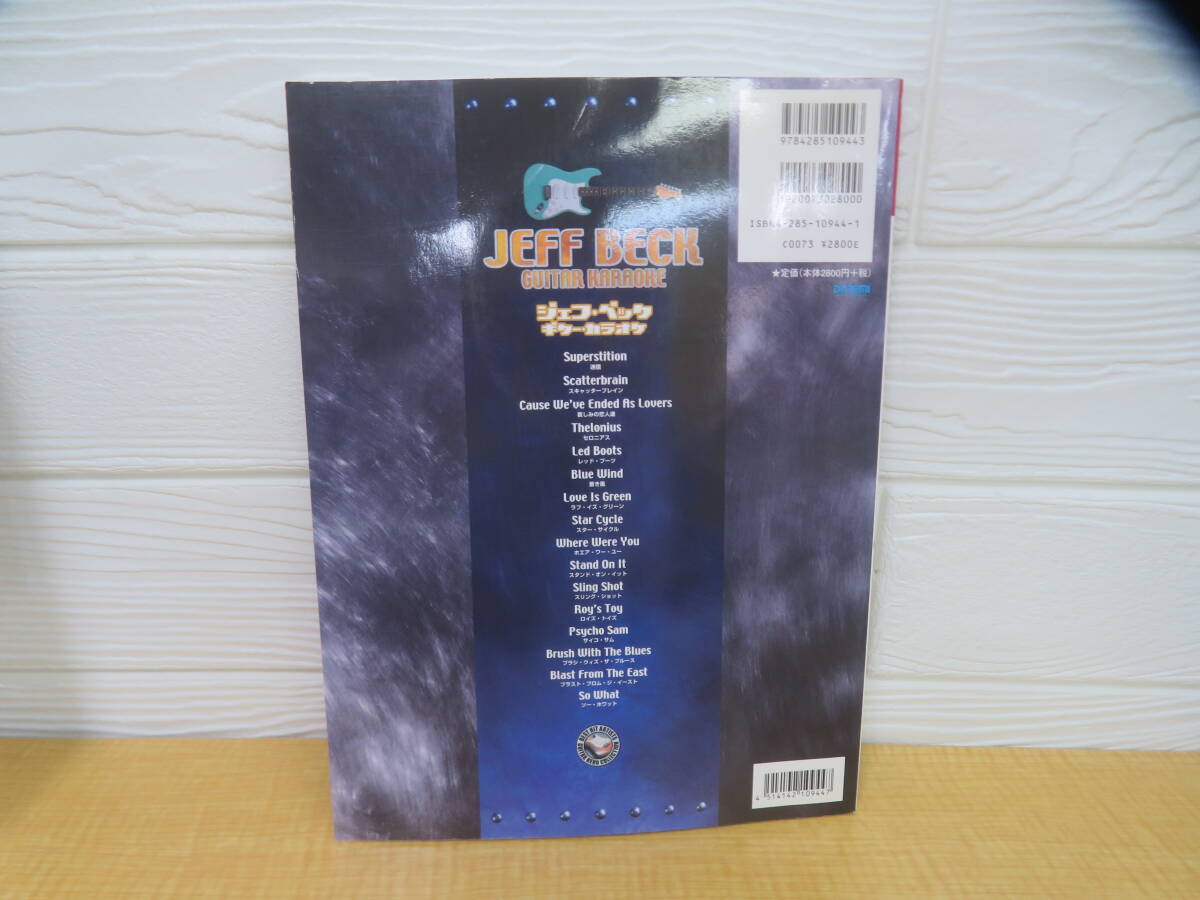 9784285109443
1920073028000
ISBN4-285-10944-1
C0073 ¥2800E
★定価(本体2800円+税)
JEFF BECK
GUITAR KARAOKE
ジェフ・ベック
ギター・カラオケ
Superstition
迷信
Scatterbrain
スキャッターブレイン
Cause We've Ended As Lovers
哀しみの恋人達
Thelonius
セロニアス
Led Boots
レッド・ブーツ
Blue Wind
蒼き風
Love Is Green
ラブ・イズ・グリーン
Star Cycle
スター・サイクル
Where Were You
ホエア・ワー・ユー
Stand On It
スタンド・オン・イット
Sling Shot
スリング・ショット
Roy's Toy
ロイズ・トイズ
Psycho Sam
サイコ・サム
Brush With The Blues
ブラシ・ウィズ・ザ・ブルース
Blast From The East
ブラスト・フロム・ジ・イースト
So What
ソー・ホワット
4 514142 109447